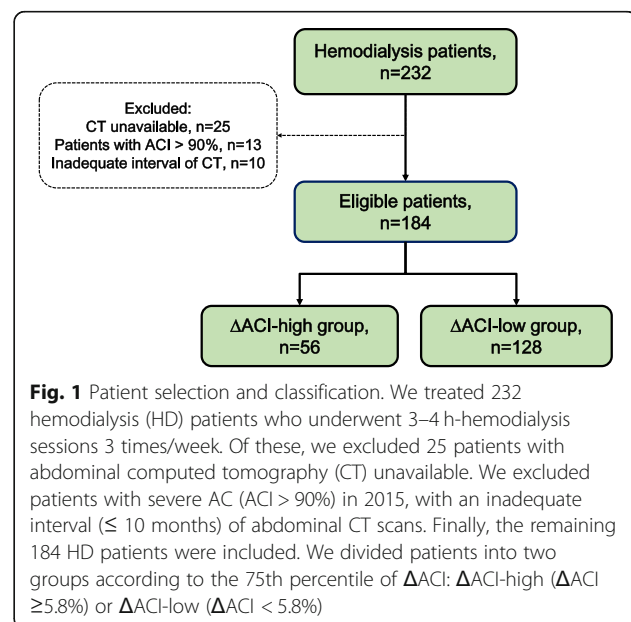 Hemodialysis patients,
n=232
Excluded:
CT unavailable, n=25
Patients with ACI > 90%, n=13
Inadequate interval of CT, n=10
Eligible patients,
n=184
ΔACI-high group,
n=56
ΔACI-low group,
n=128
Fig. 1 Patient selection and classification. We treated 232
hemodialysis (HD) patients who underwent 3–4 h-hemodialysis
sessions 3 times/week. Of these, we excluded 25 patients with
abdominal computed tomography (CT) unavailable. We excluded
patients with severe AC (ACI > 90%) in 2015, with an inadequate
interval (≤ 10 months) of abdominal CT scans. Finally, the remaining
184 HD patients were included. We divided patients into two
groups according to the 75th percentile of ΔACI: ΔACI-high (ΔACI
≥5.8%) or ΔACI-low (ΔACI < 5.8%)